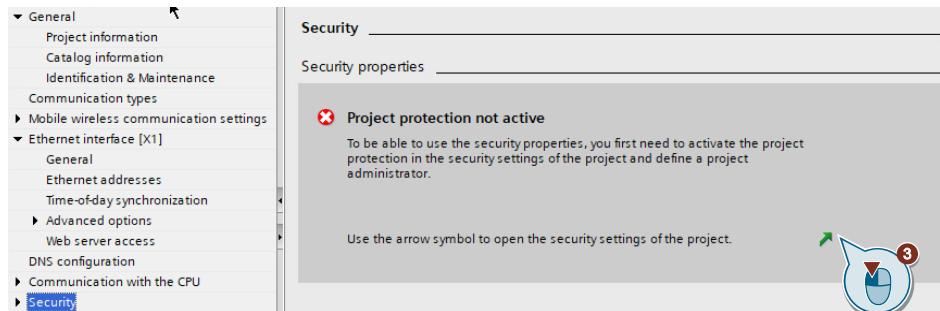 General
Project information
Catalog information
Identification & Maintenance
Communication types
Mobile wireless communication settings
Ethernet interface [X1]
General
Ethernet addresses
Time-of-day synchronization
Advanced options
Web server access
DNS configuration
Communication with the CPU
Security
Security
Security properties
Project protection not active
To be able to use the security properties, you first need to activate the project
protection in the security settings of the project and define a project
administrator.
Use the arrow symbol to open the security settings of the project.
3